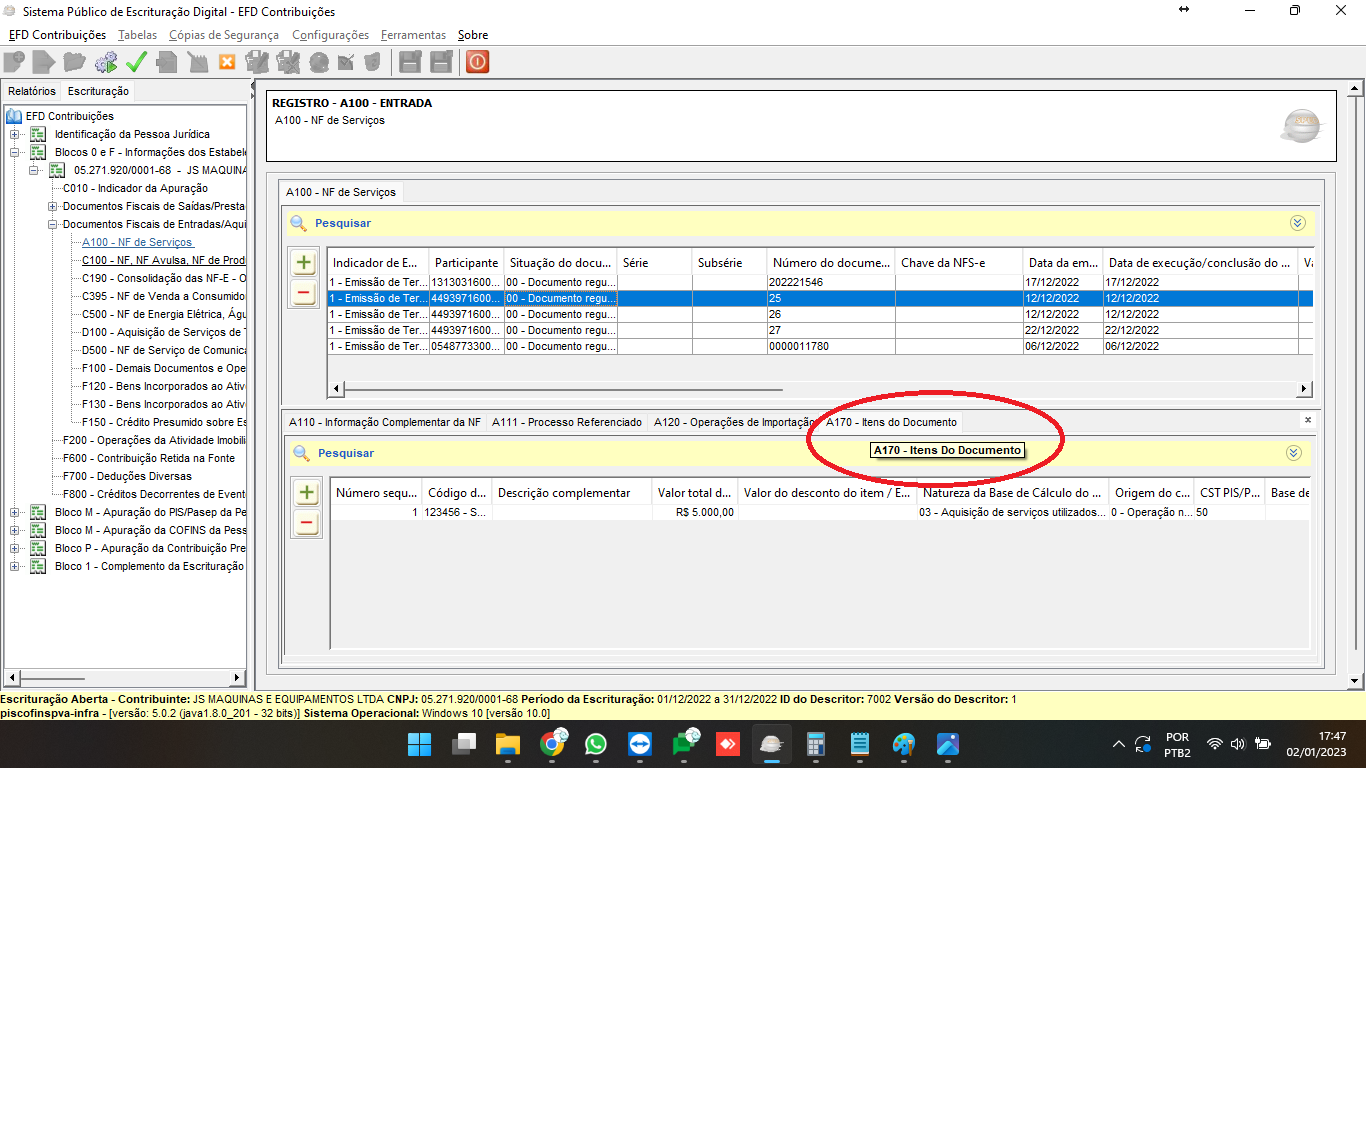 Sistema Público de Escrituração Digital - EFD Contribuições
EFD Contribuições Tabelas Cópias de Segurança Configurações Ferramentas Sobre
Relatórios Escrituração
EFD Contribuições
Identificação da Pessoa Jurídica
Blocos 0 e F - Informações dos Estabele
05.271.920/0001-68 - JS MAQUINA
C010 - Indicador da Apuração
Documentos Fiscais de Saídas/Presta
Documentos Fiscais de Entradas/Aqui
A100 - NF de Serviços
C100 - NF, NF Avulsa, NF de Prod
C190 - Consolidação das NF-E - O
C395 - NF de Venda a Consumido
C500 - NF de Energia Elétrica, Águ
D100 - Aquisição de Serviços de T
D500 - NF de Serviço de Comunica
F100 - Demais Documentos e Ope
F120 - Bens Incorporados ao Ativ
F130 - Bens Incorporados ao Ativ
F150 - Crédito Presumido sobre Es
F200 - Operações da Atividade Imobili
F600 - Contribuição Retida na Fonte
F700 - Deduções Diversas
F800 - Créditos Decorrentes de Event
Bloco M - Apuração do PIS/Pasep da Pe
Bloco M - Apuração da COFINS da Pess
Bloco P - Apuração da Contribuição Pre
Bloco 1 - Complemento da Escrituração
REGISTRO - A100 - ENTRADA
A100 - NF de Serviços
A100 - NF de Serviços
Pesquisar
Indicador de E... Participante Situação do docu... Série Subsérie Número do docume... Chave da NFS-e Data da em... Data de execução/conclusão do ... Va
1 - Emissão de Ter... 1313031600... 00 - Documento regu... 202221546 17/12/2022 17/12/2022
1 - Emissão de Ter... 4493971600... 00 - Documento regu... 25 12/12/2022 12/12/2022
1 - Emissão de Ter... 4493971600... 00 - Documento regu... 26 12/12/2022 12/12/2022
1 - Emissão de Ter... 4493971600... 00 - Documento regu... 27 22/12/2022 22/12/2022
1 - Emissão de Ter... 0548773300... 00 - Documento regu... 0000011780 06/12/2022 06/12/2022
A110 - Informação Complementar da NF A111 - Processo Referenciado A120 - Operações de Importação A170 - Itens do Documento
A170 - Itens Do Documento
Pesquisar
Número sequ... Código d... Descrição complementar Valor total d... Valor do desconto do item / E... Natureza da Base de Cálculo do ... Origem do c... CST PIS/P... Base de
1 123456 - S... R$ 5.000,00 03 - Aquisição de serviços utilizados... 0 - Operação n... 50
Escrituração Aberta - Contribuinte: JS MAQUINAS E EQUIPAMENTOS LTDA CNPJ: 05.271.920/0001-68 Período da Escrituração: 01/12/2022 a 31/12/2022 ID do Descritor: 7002 Versão do Descritor: 1
piscofinspva-infra - [versão: 5.0.2 (java1.8.0_201 - 32 bits)] Sistema Operacional: Windows 10 [versão 10.0]
POR
PTB2
17:47
02/01/2023